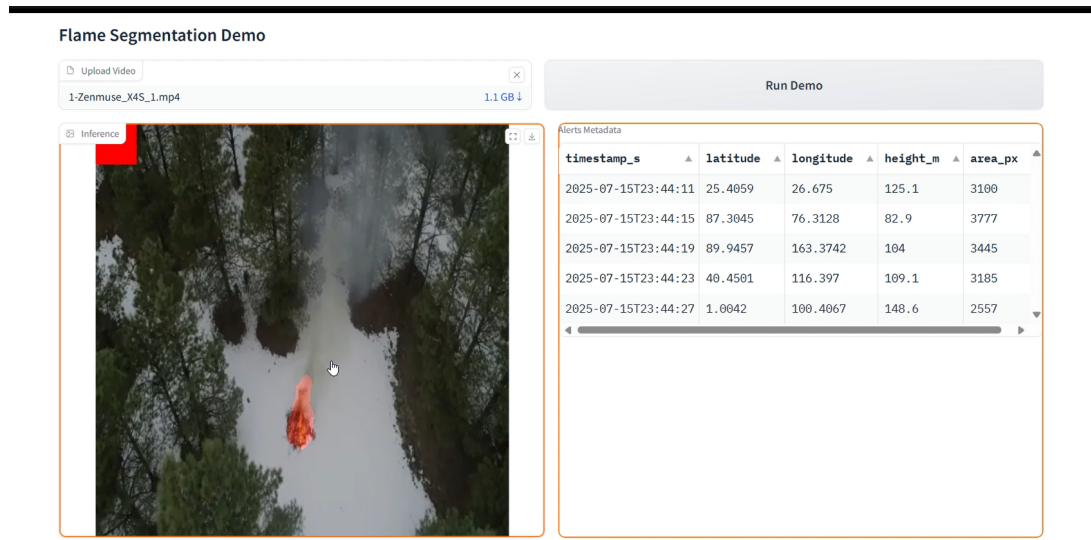 Flame Segmentation Demo
Upload Video
1-Zenmuse_X4S_1.mp4 1.1 GB↓
Run Demo
Inference
Alerts Metadata
timestamp_s latitude longitude height_m area_px
2025-07-15T23:44:11 25.4059 26.675 125.1 3100
2025-07-15T23:44:15 87.3045 76.3128 82.9 3777
2025-07-15T23:44:19 89.9457 163.3742 104 3445
2025-07-15T23:44:23 40.4501 116.397 109.1 3185
2025-07-15T23:44:27 1.0042 100.4067 148.6 2557